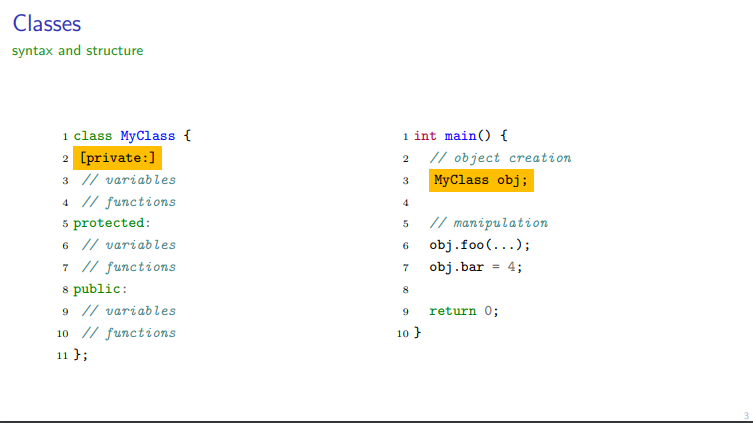 Classes
syntax and structure
1 class MyClass {
2 [private:]
3 // variables
4 // functions
5 protected:
6 // variables
7 // functions
8 public:
9 // variables
10 // functions
11 };
1 int main() {
2 // object creation
3 MyClass obj;
4
5 // manipulation
6 obj.foo(...);
7 obj.bar = 4;
8
9 return 0;
10 }
3